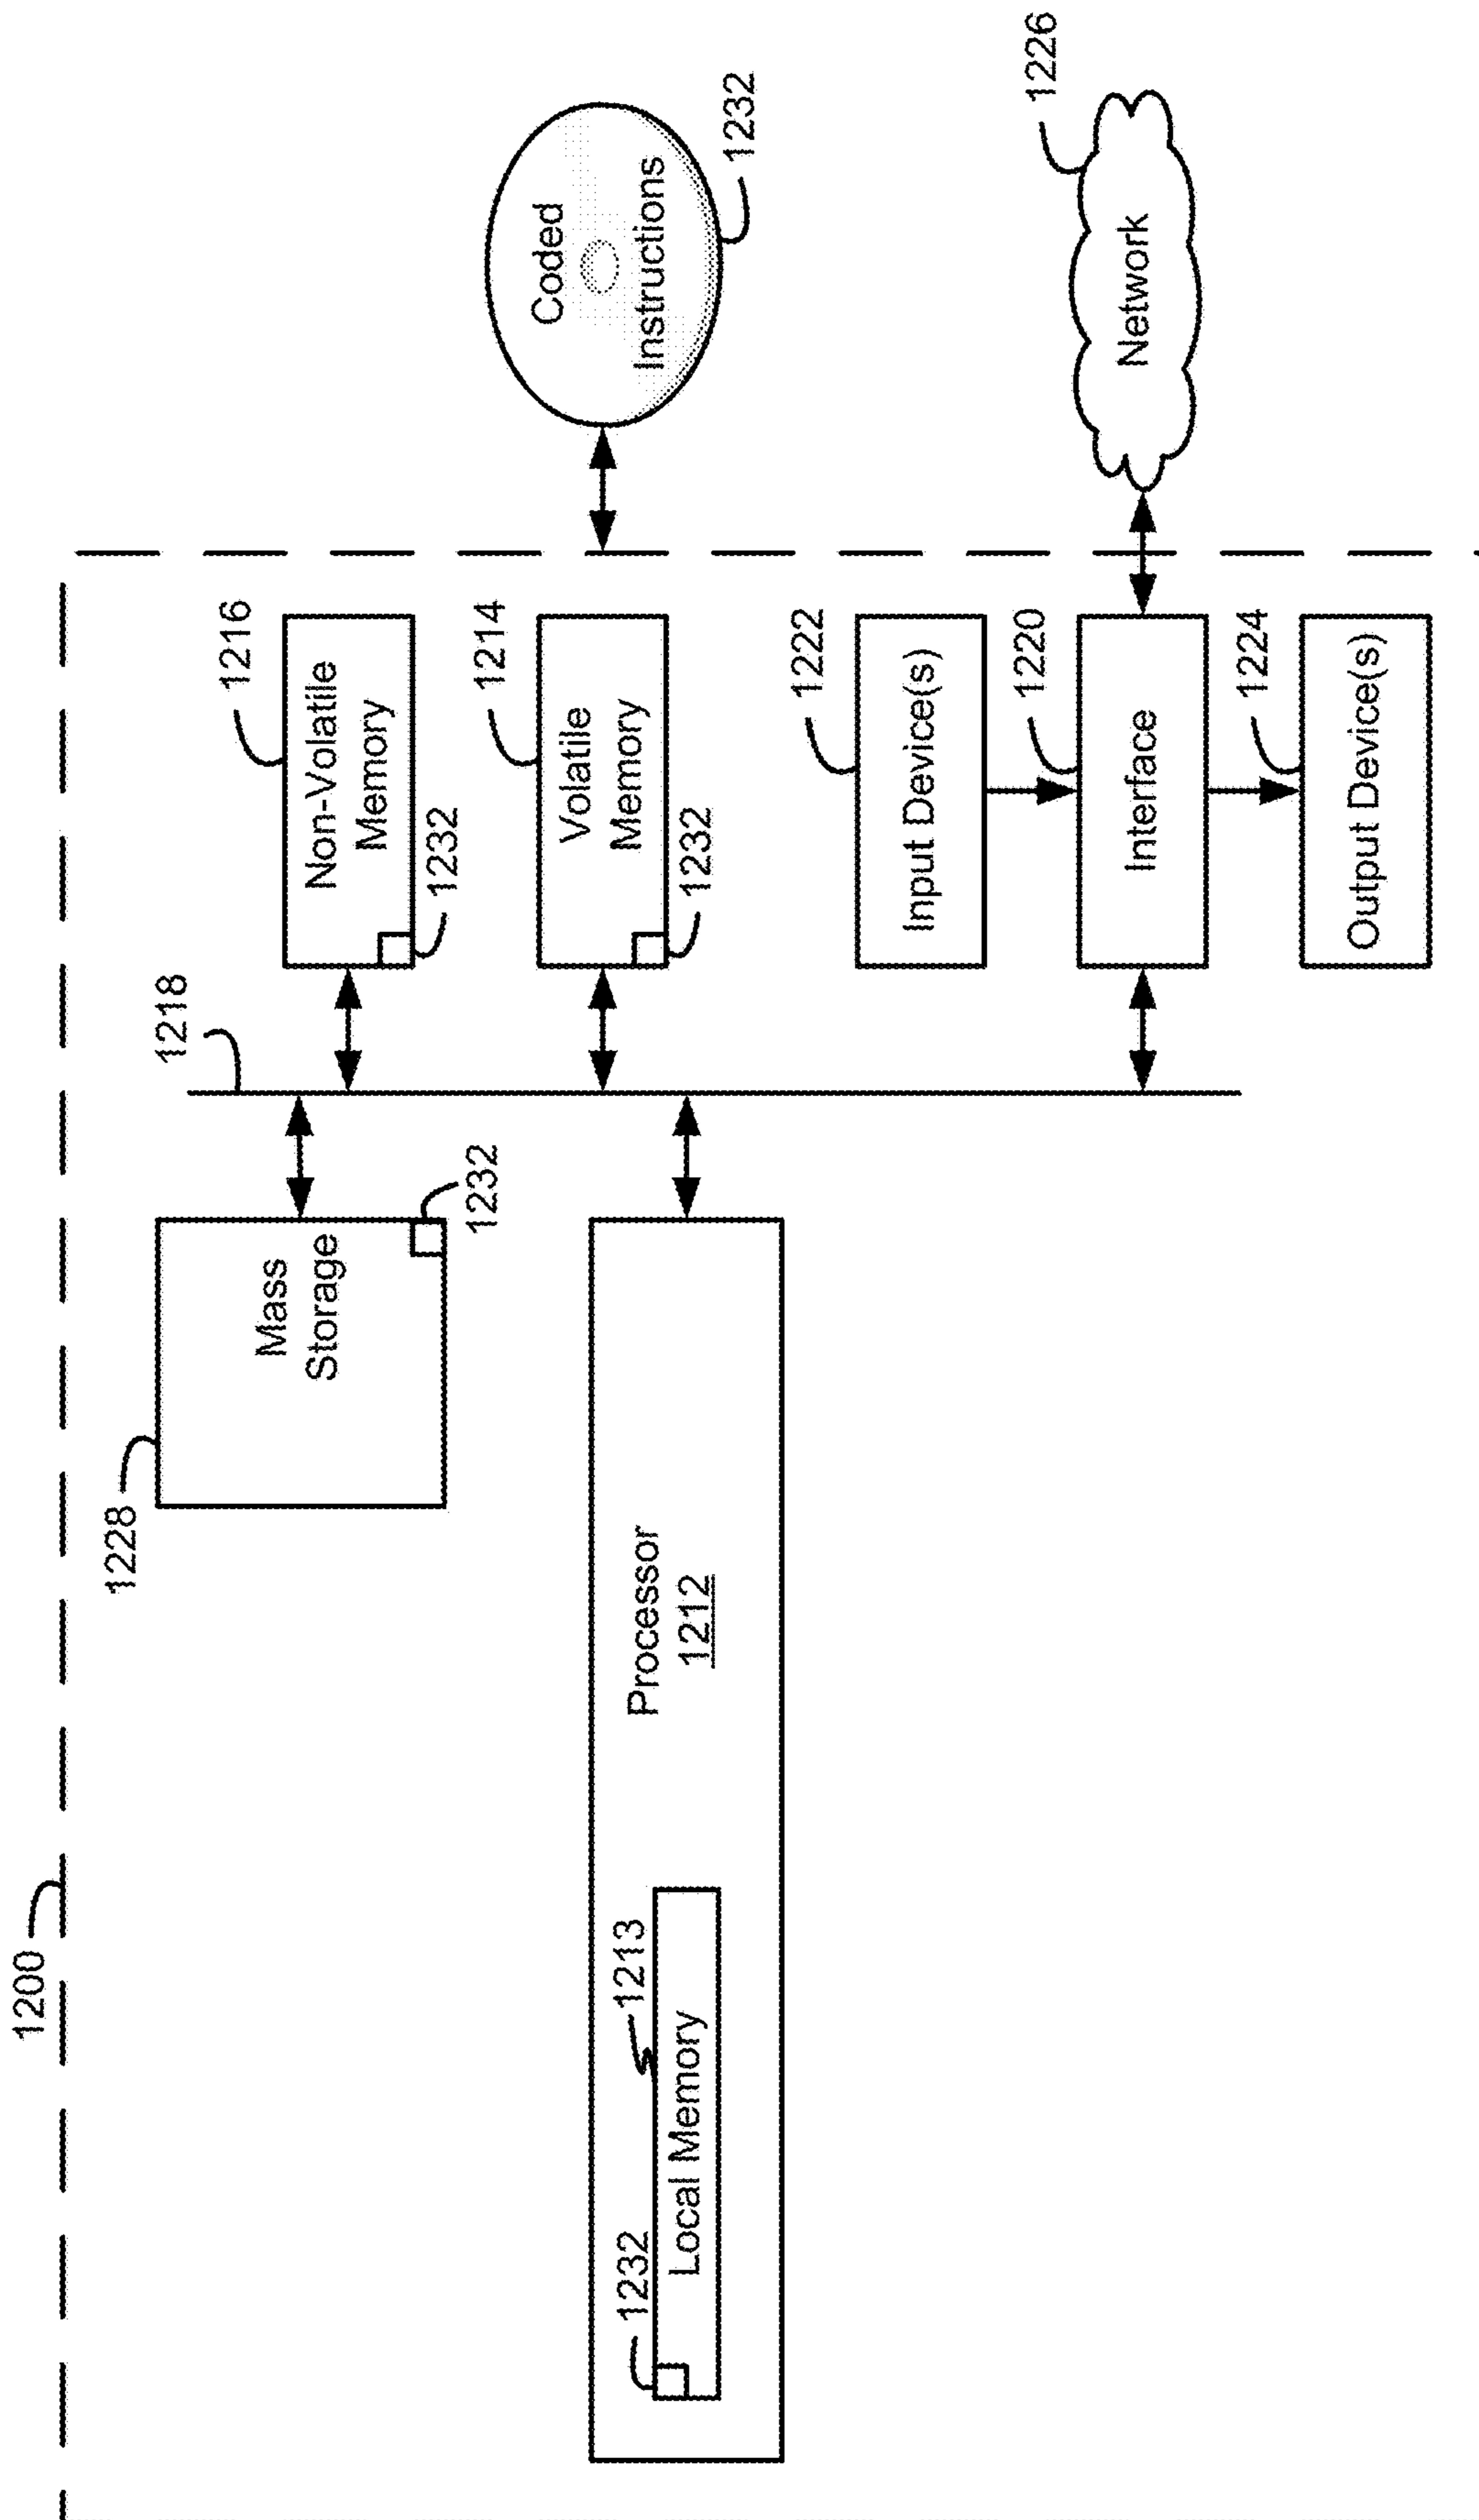 1200
1228
1218
1216
Mass
Storage
1232
Non-Volatile
Memory
1232
1214
Volatile
Memory
1232
Coded
Instructions
1232
Processor
1212
1232
1213
Local Memory
1222
Input Device(s)
1220
Interface
1226
Network
1224
Output Device(s)